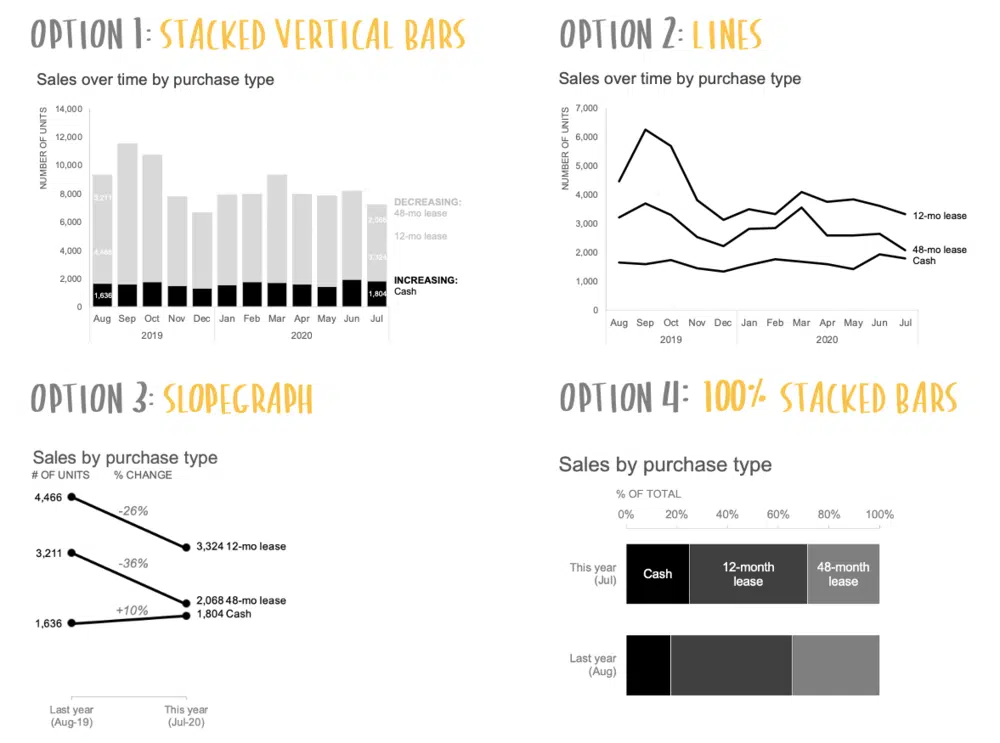 OPTION 1: STACKED VERTICAL BARS
Sales over time by purchase type
NUMBER OF UNITS
14,000
12,000
10,000
8,000
6,000
4,000
2,000
0
3,211
4,466
1,636
2,068
3,324
1,804
DECREASING:
48-mo lease
12-mo lease
INCREASING:
Cash
Aug Sep Oct Nov Dec Jan Feb Mar Apr May Jun Jul
2019 2020
OPTION 2: LINES
Sales over time by purchase type
NUMBER OF UNITS
7,000
6,000
5,000
4,000
3,000
2,000
1,000
0
12-mo lease
48-mo lease
Cash
Aug Sep Oct Nov Dec Jan Feb Mar Apr May Jun Jul
2019 2020
OPTION 3: SLOPEGRAPH
Sales by purchase type
# OF UNITS % CHANGE
4,466
-26%
3,324 12-mo lease
3,211
-36%
2,068 48-mo lease
1,804 Cash
+10%
1,636
Last year This year
(Aug-19) (Jul-20)
OPTION 4: 100% STACKED BARS
Sales by purchase type
% OF TOTAL
0% 20% 40% 60% 80% 100%
This year
(Jul)
Cash
12-month
lease
48-month
lease
Last year
(Aug)